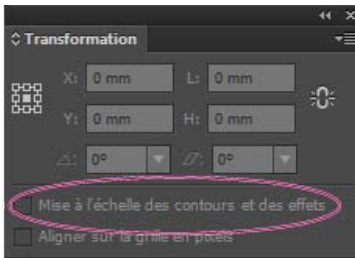 Transformation
X: 0 mm L: 0 mm
Y: 0 mm H: 0 mm
0° 0°
Mise à l'échelle des contours et des effets
Aligner sur la grille en pixels